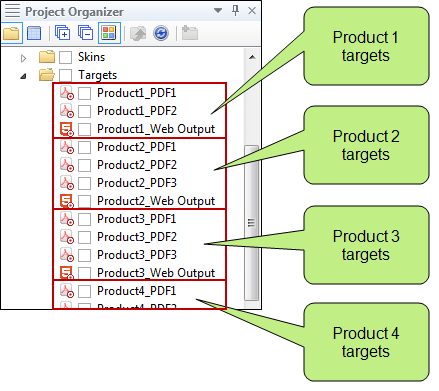 Project Organizer
Skins
Targets
Product1_PDF1
Product1_PDF2
Product1_Web Output
Product2_PDF1
Product2_PDF2
Product2_PDF3
Product2_Web Output
Product3_PDF1
Product3_PDF2
Product3_PDF3
Product3_Web Output
Product4_PDF1
Product 1
targets
Product 2
targets
Product 3
targets
Product 4
targets